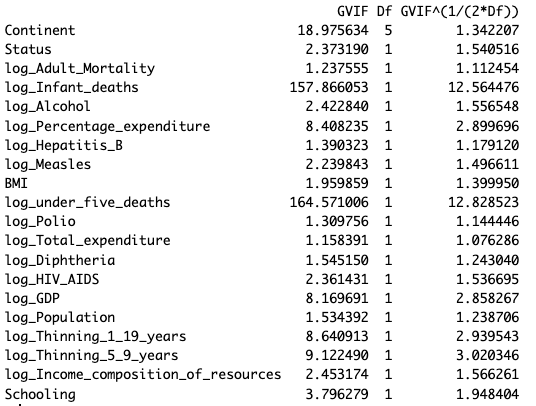 GVIF Df GVIF^(1/(2*Df))
Continent 18.975634 5 1.342207
Status 2.373190 1 1.540516
log_Adult_Mortality 1.237555 1 1.112454
log_Infant_deaths 157.866053 1 12.564476
log_Alcohol 2.422840 1 1.556548
log_Percentage_expenditure 8.408235 1 2.899696
log_Hepatitis_B 1.390323 1 1.179120
log_Measles 2.239843 1 1.496611
BMI 1.959859 1 1.399950
log_under_five_deaths 164.571006 1 12.828523
log_Polio 1.309756 1 1.144446
log_Total_expenditure 1.158391 1 1.076286
log_Diphtheria 1.545150 1 1.243040
log_HIV_AIDS 2.361431 1 1.536695
log_GDP 8.169691 1 2.858267
log_Population 1.534392 1 1.238706
log_Thinning_1_19_years 8.640913 1 2.939543
log_Thinning_5_9_years 9.122490 1 3.020346
log_Income_composition_of_resources 2.453174 1 1.566261
Schooling 3.796279 1 1.948404